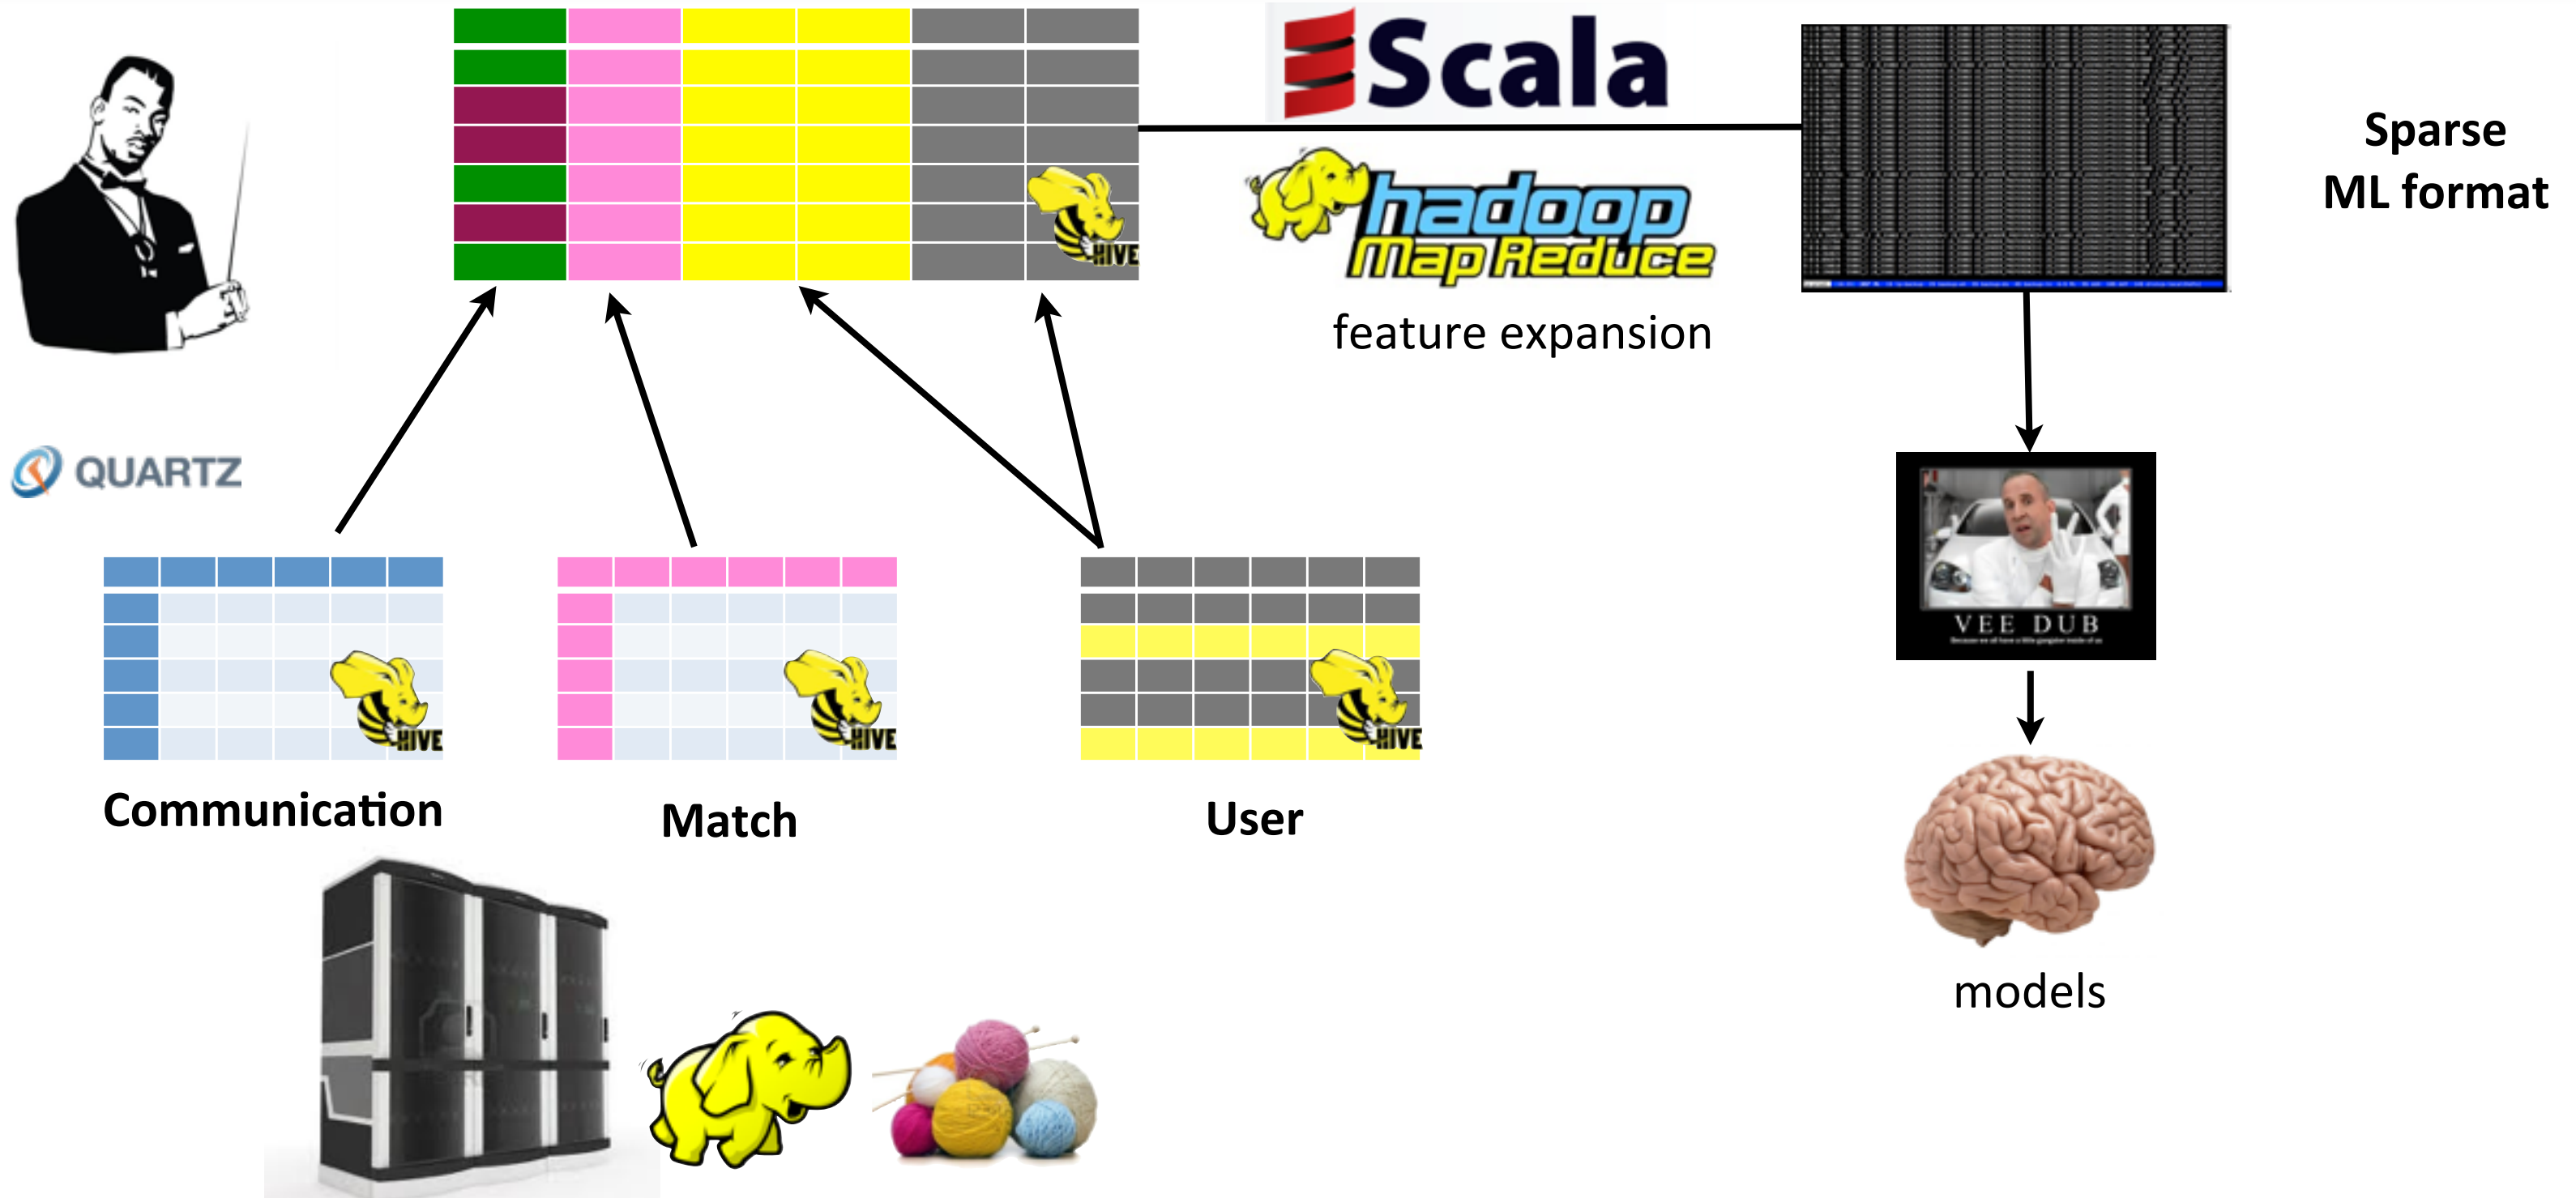 Scala
Sparse
ML format
hadoop
Map Reduce
HIVE
feature expansion
QUARTZ
VEE DUB
HIVE
HIVE
HIVE
Communication
Match
User
models